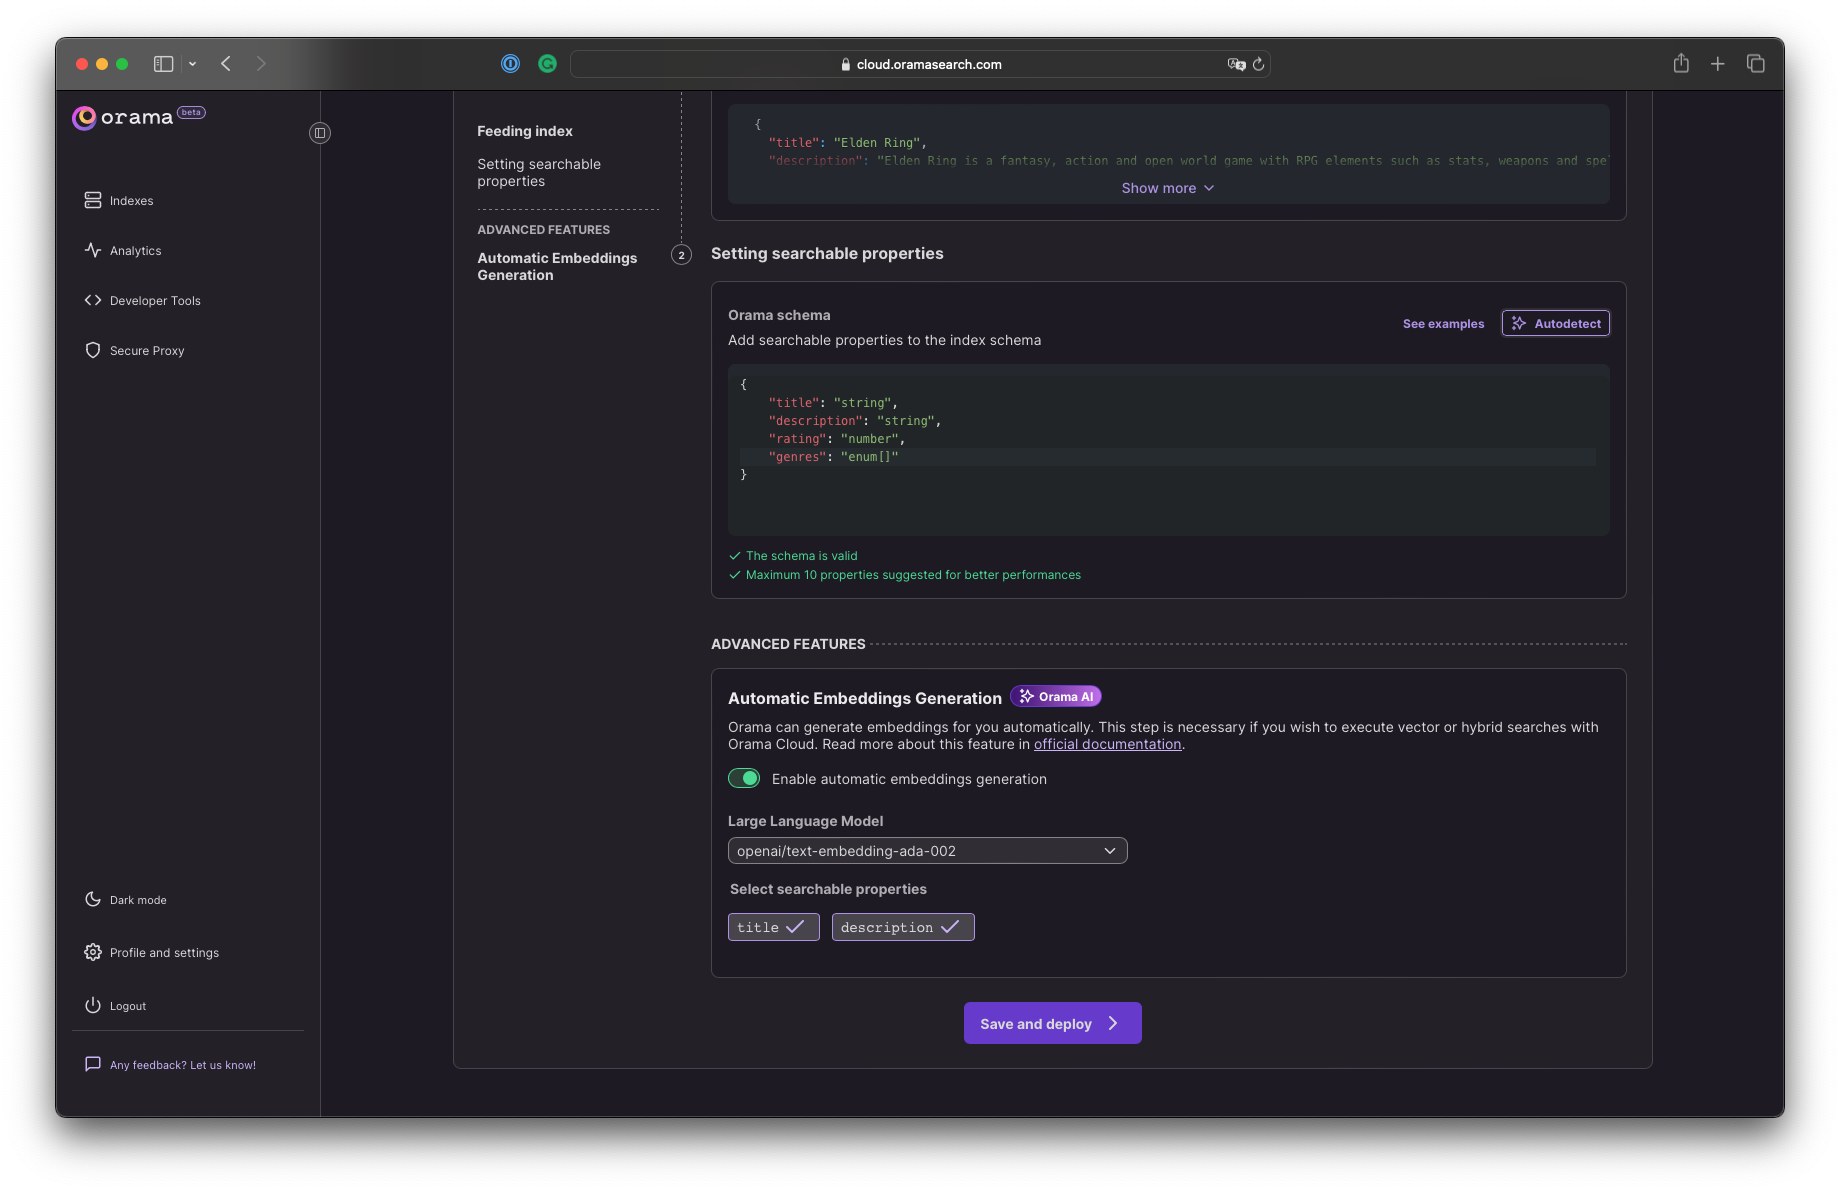 cloud.oramasearch.com
orama beta
Indexes
Analytics
Developer Tools
Secure Proxy
Dark mode
Profile and settings
Logout
Any feedback? Let us know!
Feeding index
Setting searchable
properties
ADVANCED FEATURES
Automatic Embeddings
Generation
{
"title": "Elden Ring",
"description": "Elden Ring is a fantasy, action and open world game with RPG elements such as stats, weapons and spel
Show more
2
Setting searchable properties
Orama schema
Add searchable properties to the index schema
See examples
Autodetect
{
"title": "string",
"description": "string",
"rating": "number",
"genres": "enum[]"
}
The schema is valid
Maximum 10 properties suggested for better performances
ADVANCED FEATURES
Automatic Embeddings Generation
Orama AI
Orama can generate embeddings for you automatically. This step is necessary if you wish to execute vector or hybrid searches with
Orama Cloud. Read more about this feature in official documentation.
Enable automatic embeddings generation
Large Language Model
openai/text-embedding-ada-002
Select searchable properties
title
description
Save and deploy